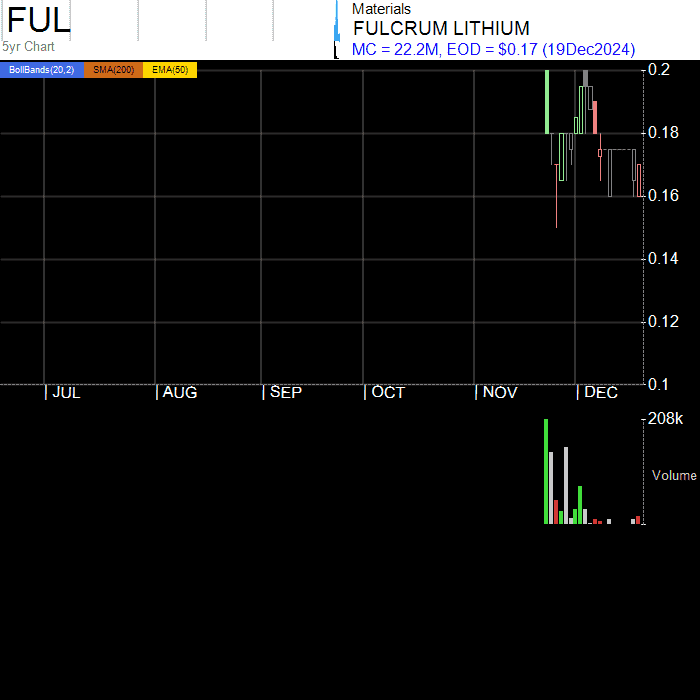 FUL
5yr Chart
Materials
FULCRUM LITHIUM
MC = 22.2M, EOD = $0.17 (19Dec2024)
BollBands(20,2) SMA(200) EMA(50)
0.2
0.18
0.16
0.14
0.12
0.1
| JUL | AUG | SEP | OCT | NOV | DEC
208k
Volume